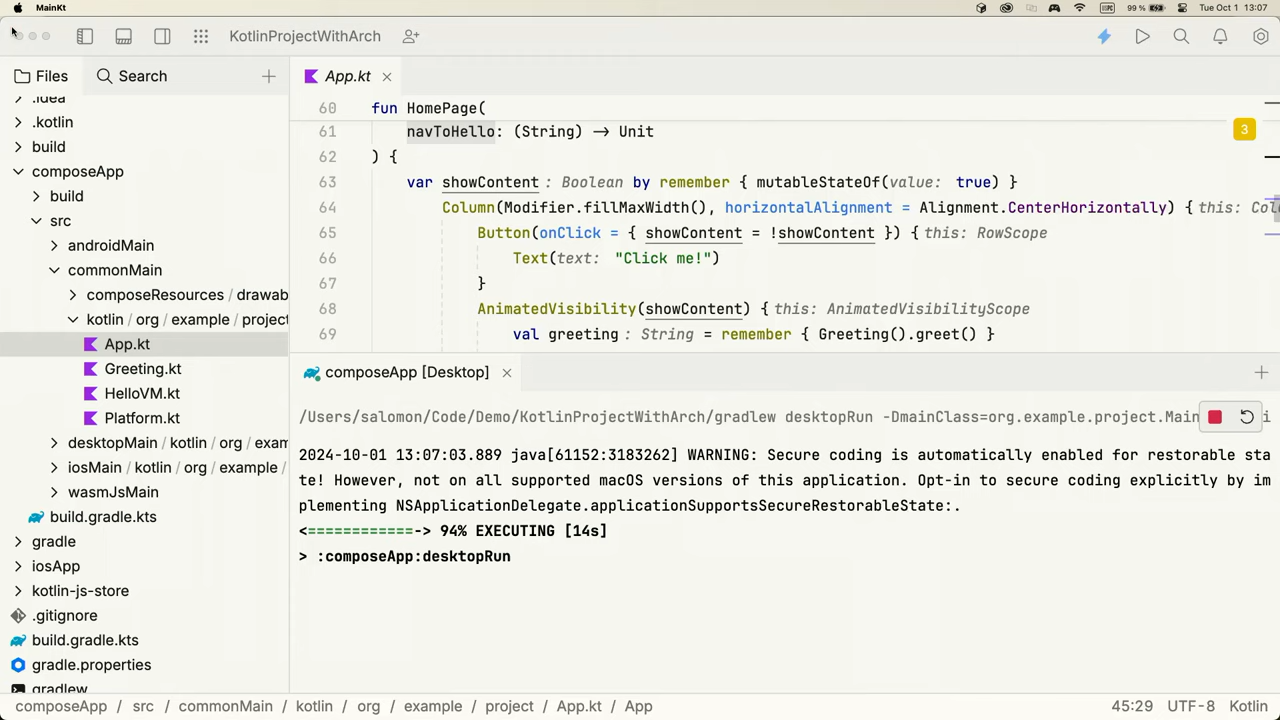 MainKt
99 %
Tue Oct 1 13:07
KotlinProjectWithArch
Files
Search
App.kt
.idea
.kotlin
build
composeApp
build
src
androidMain
commonMain
composeResources / drawab
kotlin / org / example / project
App.kt
Greeting.kt
HelloVM.kt
Platform.kt
desktopMain / kotlin / org / exam
iosMain / kotlin / org / example /
wasmJsMain
build.gradle.kts
gradle
iosApp
kotlin-js-store
.gitignore
build.gradle.kts
gradle.properties
gradlew
60 fun HomePage(
61 navToHello: (String) -> Unit
3
62 ) {
63 var showContent : Boolean by remember { mutableStateOf(value: true) }
64 Column(Modifier.fillMaxWidth(), horizontalAlignment = Alignment.CenterHorizontally) { this: Col
65 Button(onClick = { showContent = !showContent }) { this: RowScope
66 Text(text: "Click me!")
67 }
68 AnimatedVisibility(showContent) { this: AnimatedVisibilityScope
69 val greeting : String = remember { Greeting().greet() }
composeApp [Desktop]
/Users/salomon/Code/Demo/KotlinProjectWithArch/gradlew desktopRun -DmainClass=org.example.project.Main
2024-10-01 13:07:03.889 java[61152:3183262] WARNING: Secure coding is automatically enabled for restorable sta
te! However, not on all supported macOS versions of this application. Opt-in to secure coding explicitly by im
plementing NSApplicationDelegate.applicationSupportsSecureRestorableState:.
<============-> 94% EXECUTING [14s]
> :composeApp:desktopRun
composeApp / src / commonMain / kotlin / org / example / project / App.kt / App
45:29 UTF-8 Kotlin